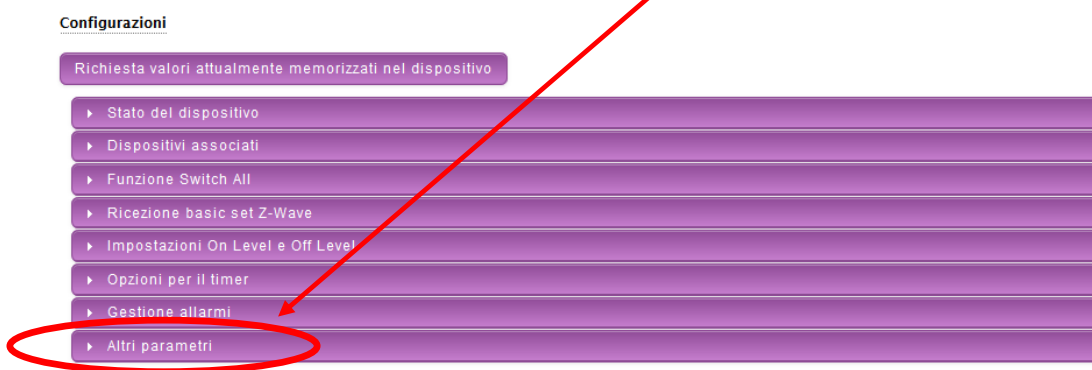 Configurazioni
Richiesta valori attualmente memorizzati nel dispositivo
Stato del dispositivo
Dispositivi associati
Funzione Switch All
Ricezione basic set Z-Wave
Impostazioni On Level e Off Level
Opzioni per il timer
Gestione allarmi
Altri parametri